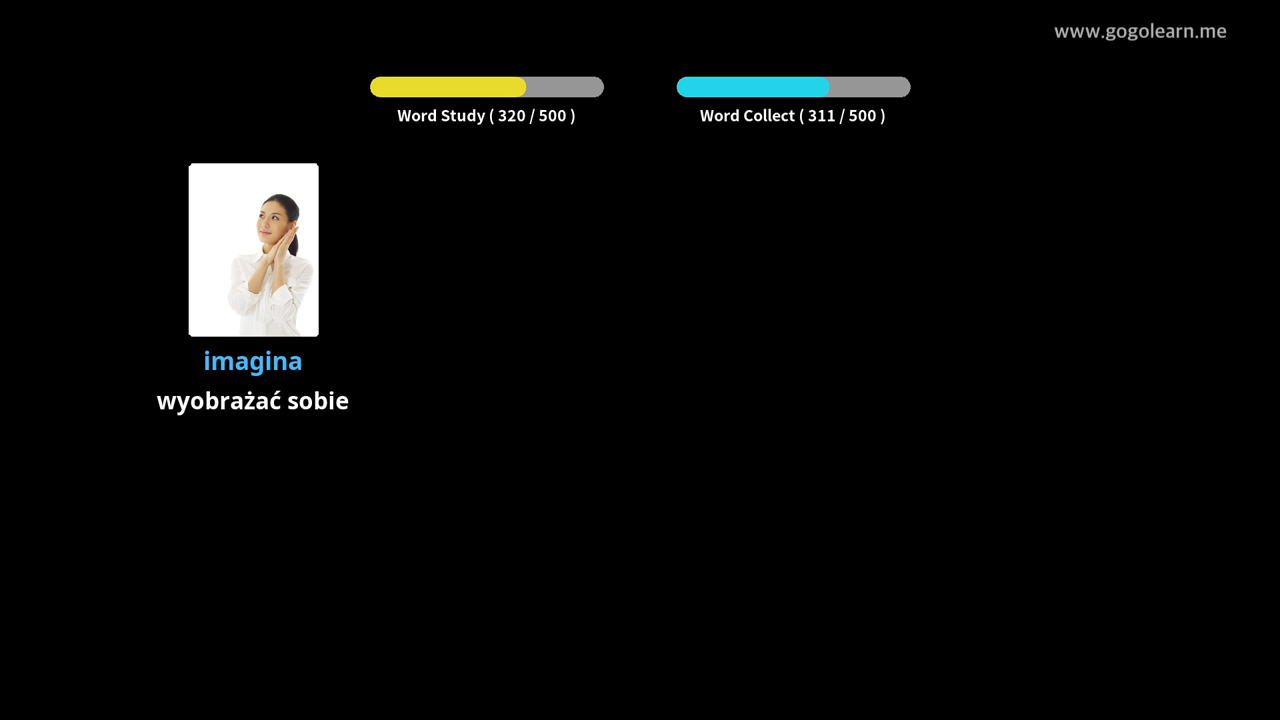 www.gogolearn.me
Word Study ( 320 / 500 )
Word Collect ( 311 / 500 )
imagina
wyobrażać sobie